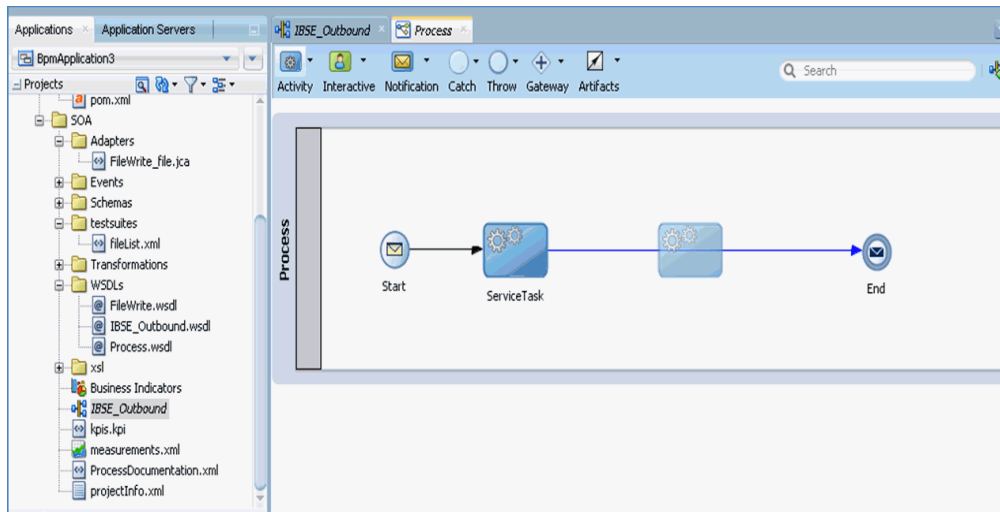 Applications
Application Servers
BpmApplication3
Projects
pom.xml
SOA
Adapters
FileWrite_file.jca
Events
Schemas
testsuites
fileList.xml
Transformations
WSDLs
FileWrite.wsdl
IBSE_Outbound.wsdl
Process.wsdl
xsl
Business Indicators
IBSE_Outbound
kpis.kpi
measurements.xml
ProcessDocumentation.xml
projectInfo.xml
IBSE_Outbound
Process
Activity Interactive Notification Catch Throw Gateway Artifacts
Search
Process
Start
ServiceTask
End